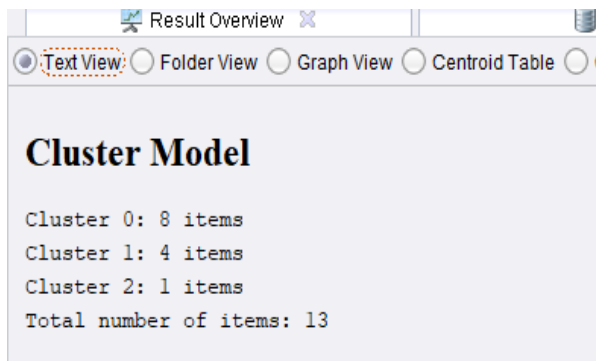 Result Overview
Text View Folder View Graph View Centroid Table
Cluster Model
Cluster 0: 8 items
Cluster 1: 4 items
Cluster 2: 1 items
Total number of items: 13